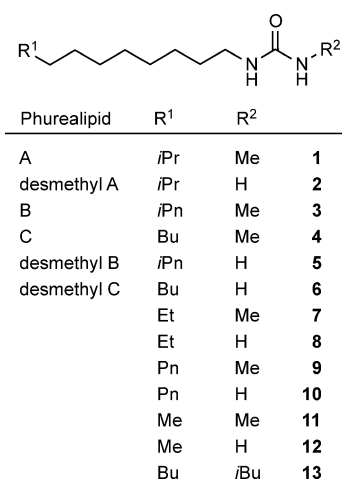 O
R¹
N
H
N
H
R²
Phurealipid R¹ R²
A iPr Me 1
desmethyl A iPr H 2
B iPn Me 3
C Bu Me 4
desmethyl B iPn H 5
desmethyl C Bu H 6
Et Me 7
Et H 8
Pn Me 9
Pn H 10
Me Me 11
Me H 12
Bu iBu 13